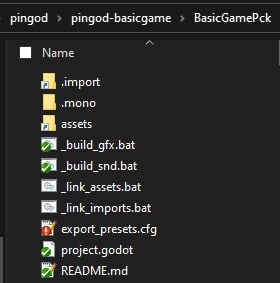 pingod > pingod-basicgame > BasicGamePck
Name
.import
.mono
assets
_build_gfx.bat
_build_snd.bat
_link_assets.bat
_link_imports.bat
export_presets.cfg
project.godot
README.md